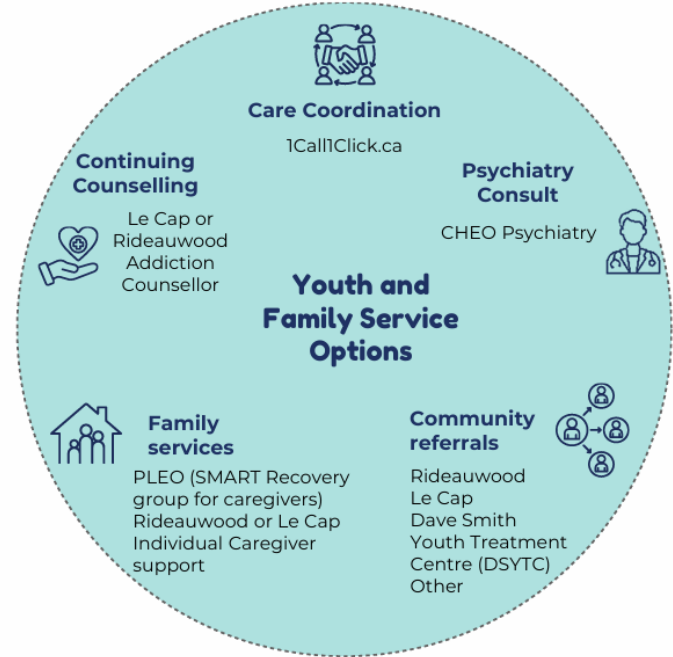 Care Coordination
1Call1Click.ca
Continuing
Counselling
Le Cap or
Rideauwood
Addiction
Counsellor
Psychiatry
Consult
CHEO Psychiatry
Youth and
Family Service
Options
Family
services
PLEO (SMART Recovery
group for caregivers)
Rideauwood or Le Cap
Individual Caregiver
support
Community
referrals
Rideauwood
Le Cap
Dave Smith
Youth Treatment
Centre (DSYTC)
Other